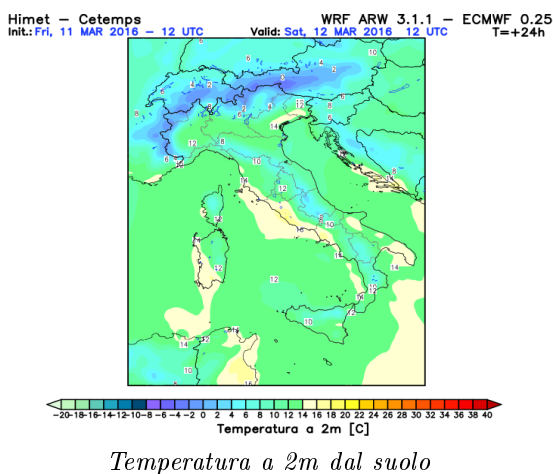 Himet – Cetemps WRF ARW 3.1.1 – ECMWF 0.25
Init.: Fri, 11 MAR 2016 – 12 UTC Valid: Sat, 12 MAR 2016 12 UTC T=+24h
-20 -18 -16 -14 -12 -10 -8 -6 -4 -2 0 2 4 6 8 10 12 14 16 18 20 22 24 26 28 30 32 34 36 38 40
Temperatura a 2m [C]
Temperatura a 2m dal suolo